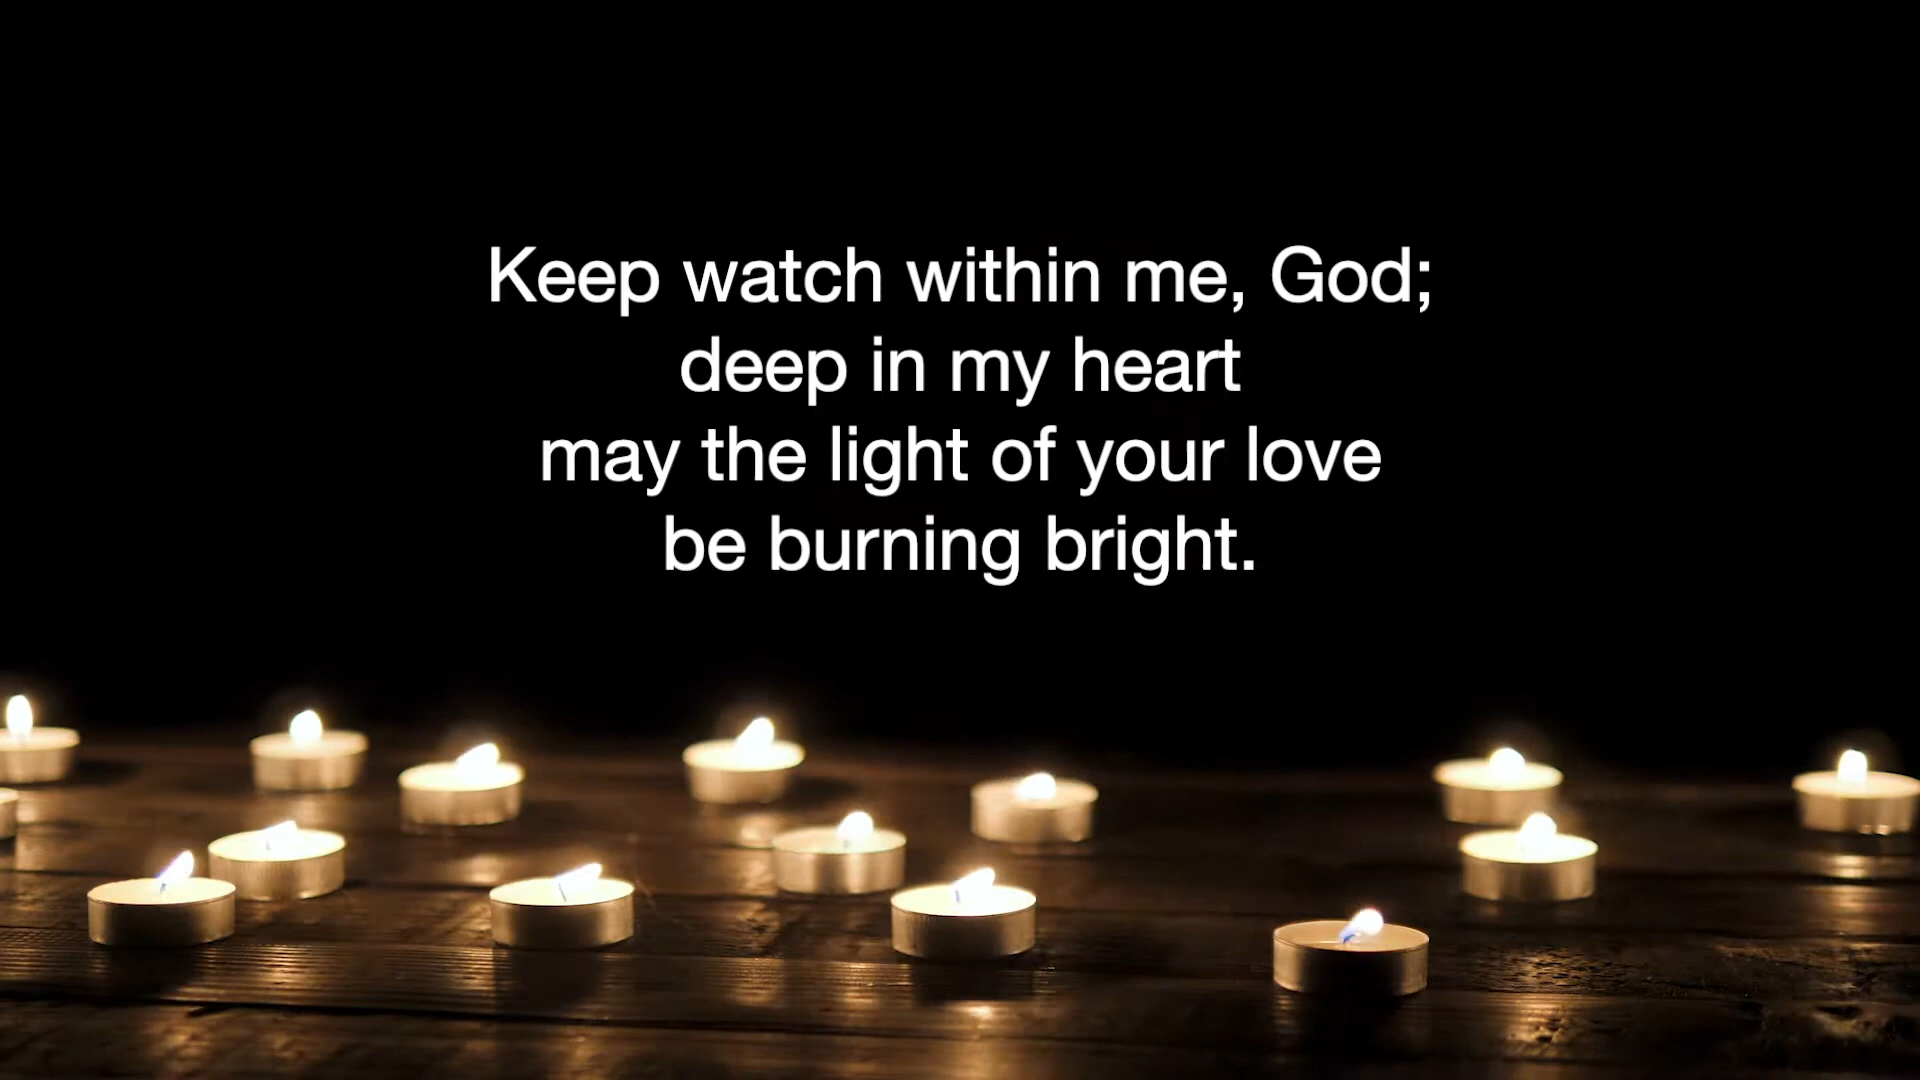 Keep watch within me, God;
deep in my heart
may the light of your love
be burning bright.